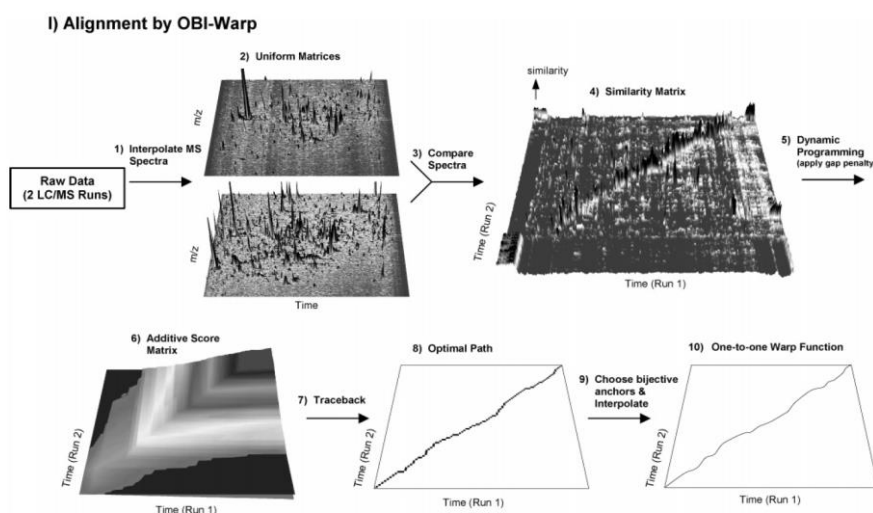 I) Alignment by OBI-Warp
2) Uniform Matrices
m/z
1) Interpolate MS
Spectra
Raw Data
(2 LC/MS Runs)
m/z
Time
3) Compare
Spectra
similarity
4) Similarity Matrix
Time (Run 2)
Time (Run 1)
5) Dynamic
Programming
(apply gap penalty
6) Additive Score
Matrix
Time (Run 2)
Time (Run 1)
7) Traceback
8) Optimal Path
Time (Run 2)
Time (Run 1)
9) Choose bijective
anchors &
Interpolate
10) One-to-one Warp Function
Time (Run 2)
Time (Run 1)